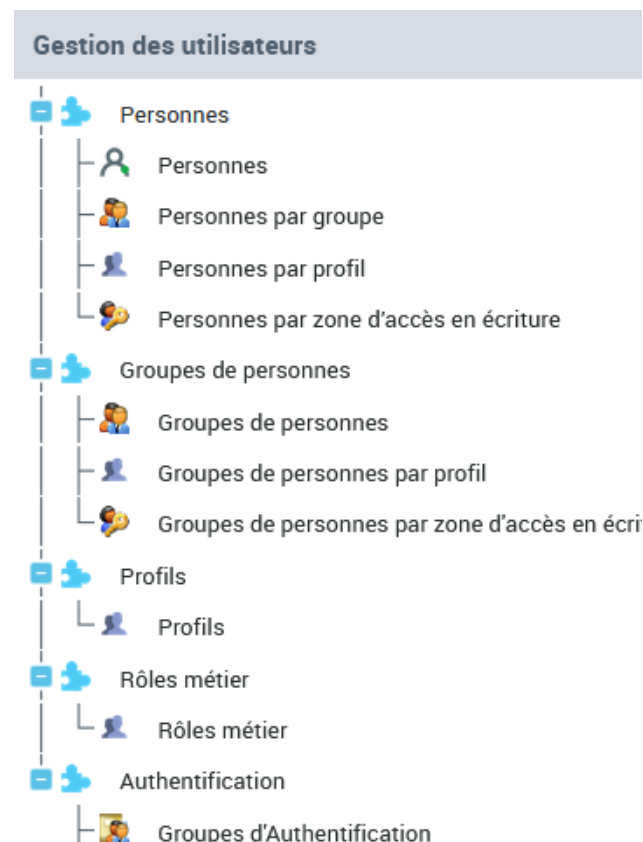 Gestion des utilisateurs
Personnes
Personnes
Personnes par groupe
Personnes par profil
Personnes par zone d'accès en écriture
Groupes de personnes
Groupes de personnes
Groupes de personnes par profil
Groupes de personnes par zone d'accès en écri
Profils
Profils
Rôles métier
Rôles métier
Authentification
Groupes d'Authentification